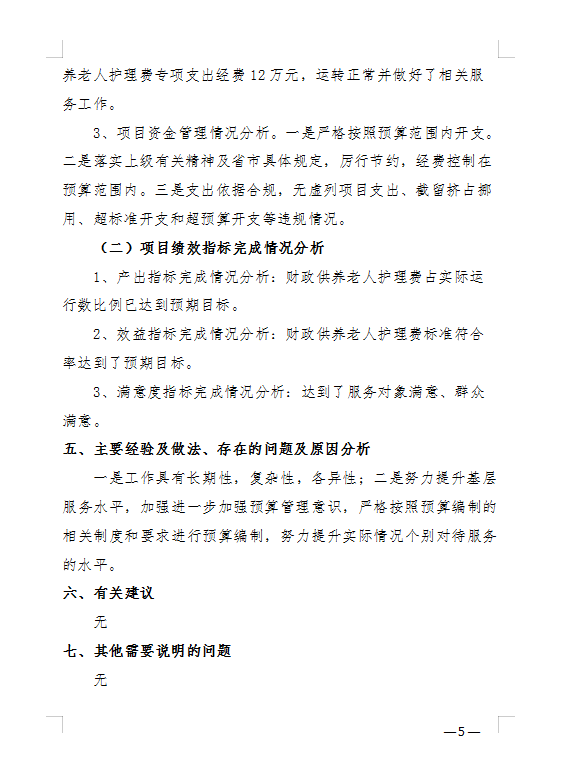 养老人护理费专项支出经费12万元，运转正常并做好了相关服
务工作。
3、项目资金管理情况分析。一是严格按照预算范围内开支。
二是落实上级有关精神及省市具体规定，厉行节约，经费控制在
预算范围内。三是支出依据合规，无虚列项目支出、截留挤占挪
用、超标准开支和超预算开支等违规情况。
（二）项目绩效指标完成情况分析
1、产出指标完成情况分析：财政供养老人护理费占实际运
行数比例已达到预期目标。
2、效益指标完成情况分析：财政供养老人护理费标准符合
率达到了预期目标。
3、满意度指标完成情况分析：达到了服务对象满意、群众
满意。
五、主要经验及做法、存在的问题及原因分析
一是工作具有长期性，复杂性，各异性；二是努力提升基层
服务水平，加强进一步加强预算管理意识，严格按照预算编制的
相关制度和要求进行预算编制，努力提升实际情况个别对待服务
的水平。
六、有关建议
无
七、其他需要说明的问题
无
—5—